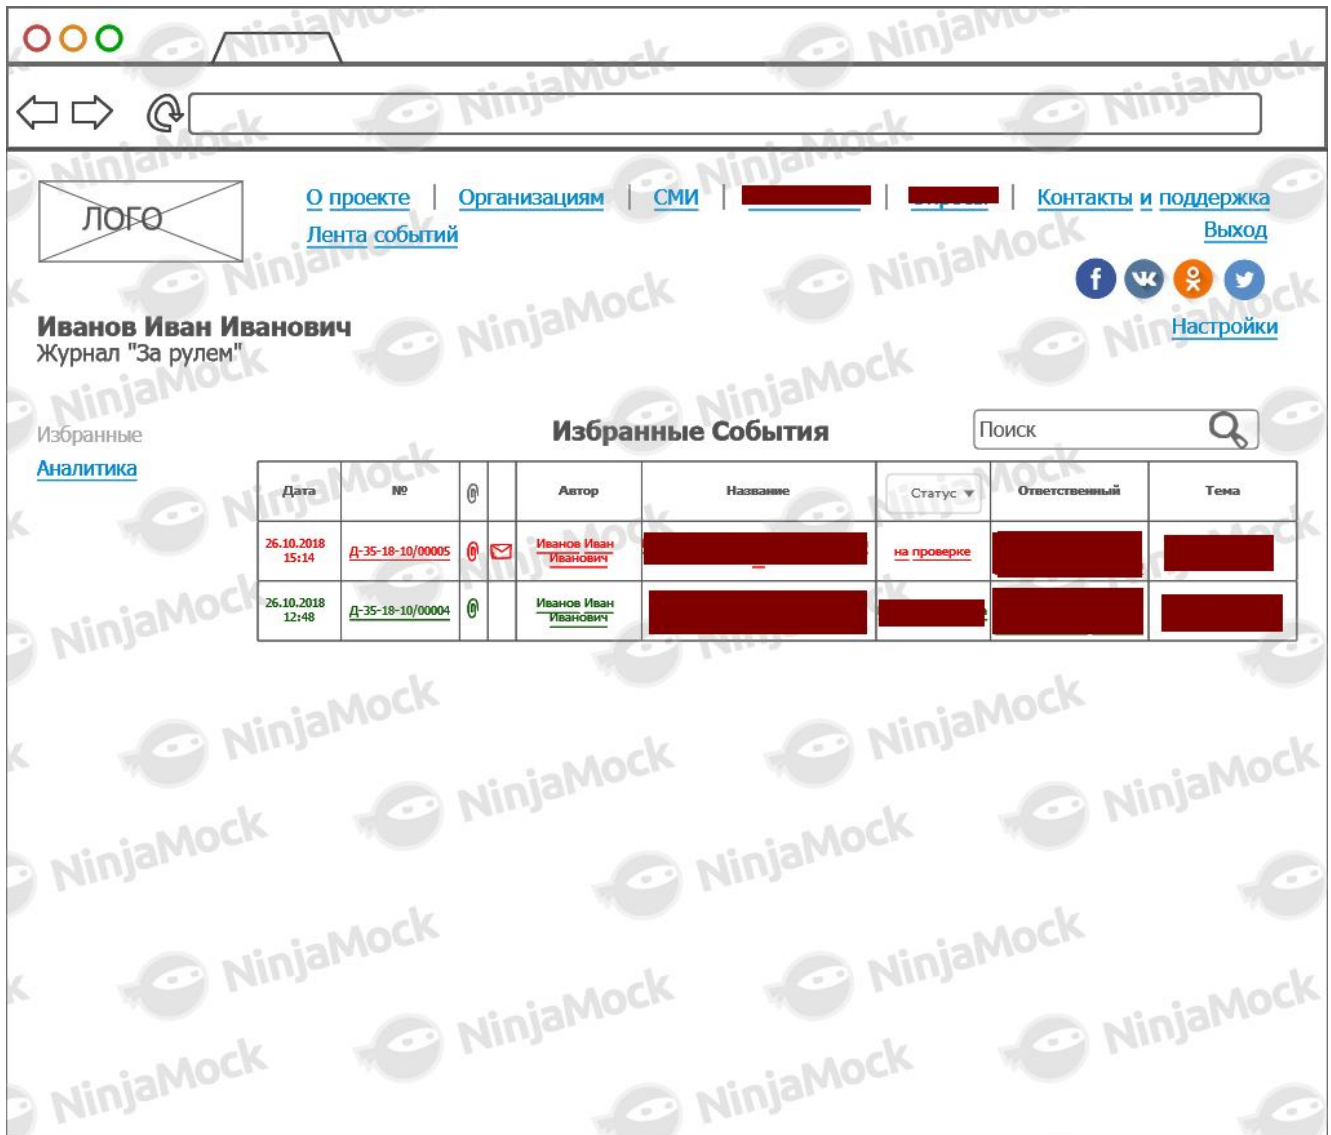 ЛОГО
О проекте | Организациям | СМИ | | | Контакты и поддержка
Лента событий
Выход
Иванов Иван Иванович
Настройки
Журнал "За рулем"
Избранные
Избранные События
Поиск
Аналитика
Дата № Автор Название Статус Ответственный Тема
26.10.2018
15:14
Д-35-18-10/00005
Иванов Иван
Иванович
на проверке
26.10.2018
12:48
Д-35-18-10/00004
Иванов Иван
Иванович
NinjaMock